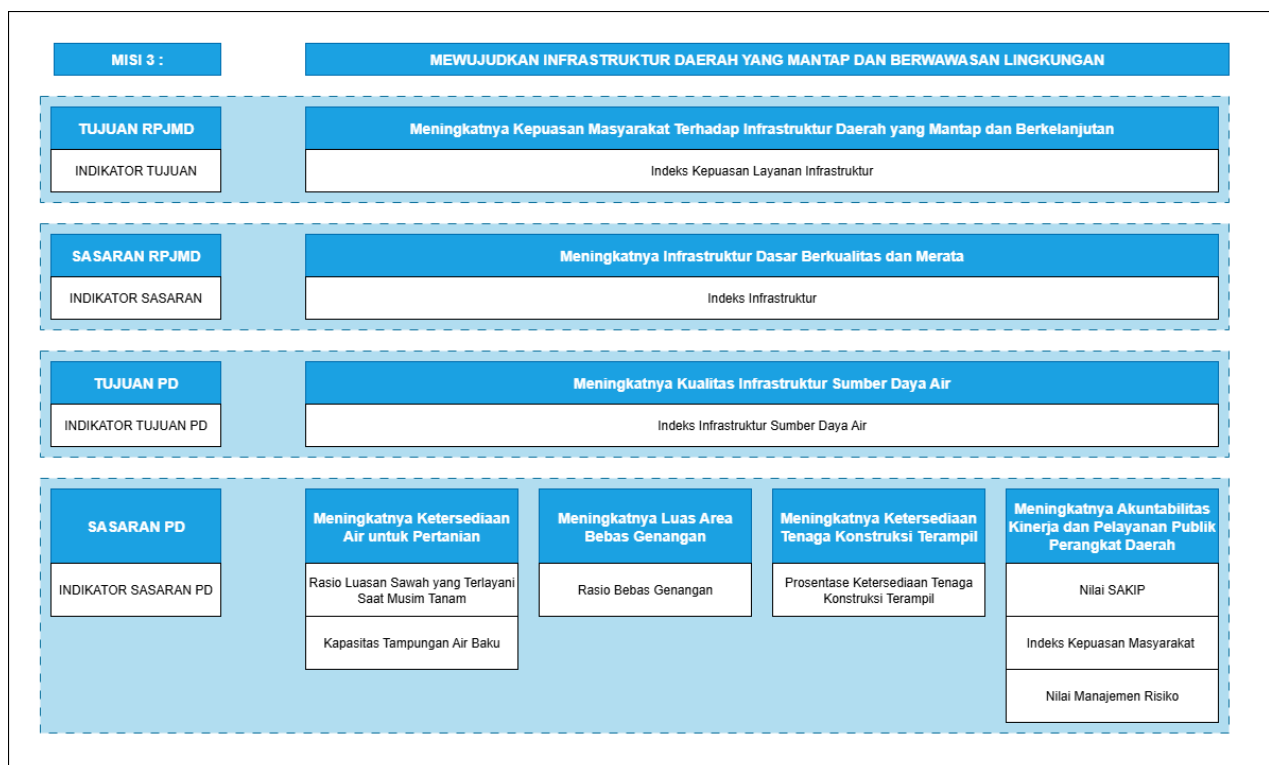 MISI 3 :
MEWUJUDKAN INFRASTRUKTUR DAERAH YANG MANTAP DAN BERWAWASAN LINGKUNGAN
TUJUAN RPJMD
Meningkatnya Kepuasan Masyarakat Terhadap Infrastruktur Daerah yang Mantap dan Berkelanjutan
INDIKATOR TUJUAN
Indeks Kepuasan Layanan Infrastruktur
SASARAN RPJMD
Meningkatnya Infrastruktur Dasar Berkualitas dan Merata
INDIKATOR SASARAN
Indeks Infrastruktur
TUJUAN PD
Meningkatnya Kualitas Infrastruktur Sumber Daya Air
INDIKATOR TUJUAN PD
Indeks Infrastruktur Sumber Daya Air
SASARAN PD
Meningkatnya Ketersediaan
Air untuk Pertanian
Meningkatnya Luas Area
Bebas Genangan
Meningkatnya Ketersediaan
Tenaga Konstruksi Terampil
Meningkatnya Akuntabilitas
Kinerja dan Pelayanan Publik
Perangkat Daerah
INDIKATOR SASARAN PD
Rasio Luasan Sawah yang Terlayani
Saat Musim Tanam
Rasio Bebas Genangan
Prosentase Ketersediaan Tenaga
Konstruksi Terampil
Nilai SAKIP
Kapasitas Tampungan Air Baku
Indeks Kepuasan Masyarakat
Nilai Manajemen Risiko